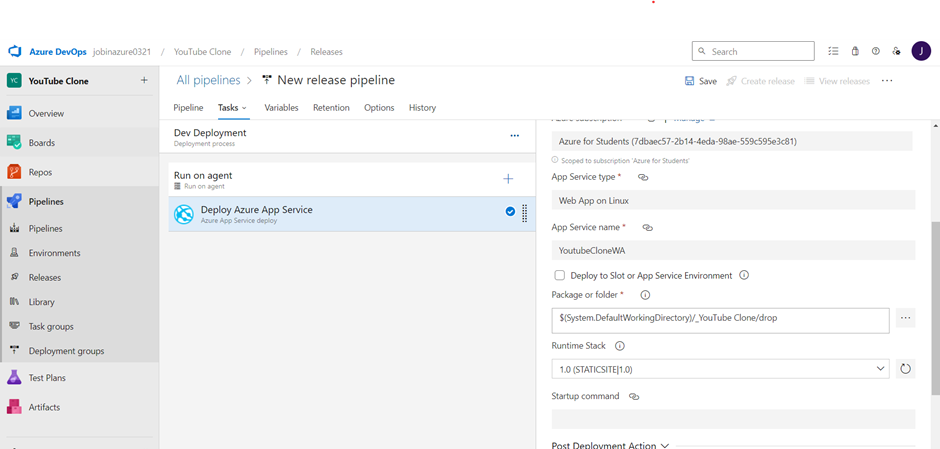 Azure DevOps jobinazure0321 / YouTube Clone / Pipelines / Releases
Search
J
YC YouTube Clone
Overview
Boards
Repos
Pipelines
Pipelines
Environments
Releases
Library
Task groups
Deployment groups
Test Plans
Artifacts
All pipelines > New release pipeline
Save Create release View releases ...
Pipeline Tasks Variables Retention Options History
Dev Deployment
Deployment process
Run on agent
Run on agent
Deploy Azure App Service
Azure App Service deploy
Azure subscription
Manage
Azure for Students (7dbaec57-2b14-4eda-98ae-559c595e3c81)
Scoped to subscription 'Azure for Students'
App Service type *
Web App on Linux
App Service name *
YoutubeCloneWA
Deploy to Slot or App Service Environment
Package or folder *
$(System.DefaultWorkingDirectory)/_YouTube Clone/drop
Runtime Stack
1.0 (STATICSITE|1.0)
Startup command
Post Deployment Action